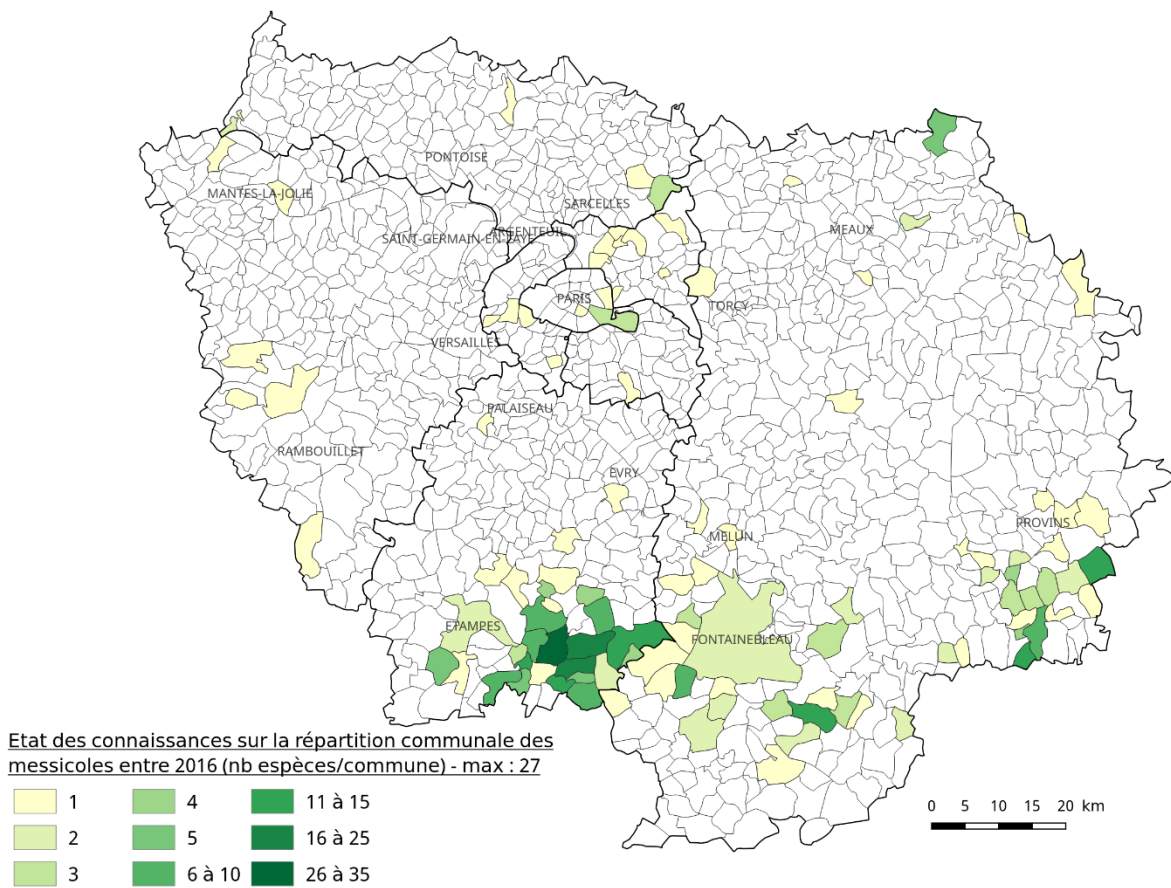 PONTOISE
MANTES-LA-JOLIE
SARCELLES
ARGENTEUIL
SAINT-GERMAIN-EN-LAYE
MEAUX
PARIS
TORCY
VERSAILLES
PALAISEAU
RAMBOUILLET
EVRY
PROVINS
MELUN
ETAMPES
FONTAINEBLEAU
Etat des connaissances sur la répartition communale des
messicoles entre 2016 (nb espèces/commune) - max : 27
1 4 11 à 15
2 5 16 à 25
3 6 à 10 26 à 35
0 5 10 15 20 km